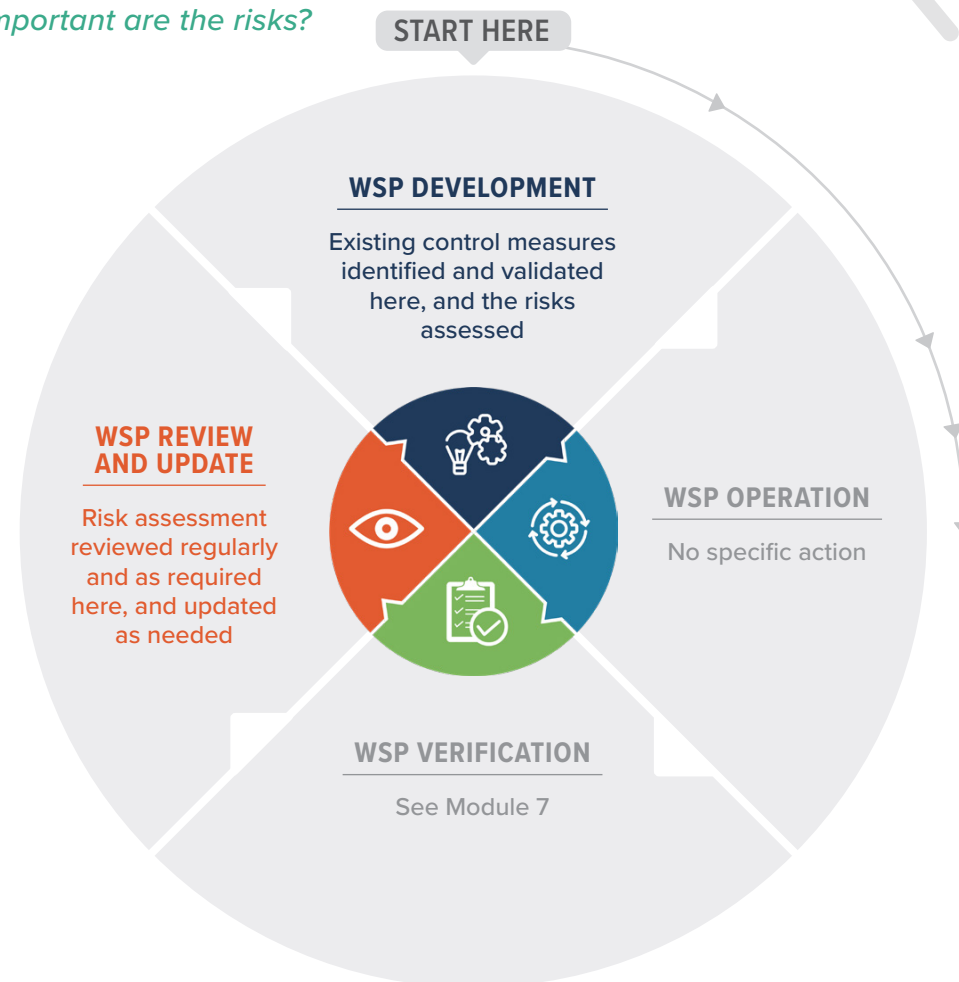 mportant are the risks?
START HERE
WSP DEVELOPMENT
Existing control measures
identified and validated
here, and the risks
assessed
WSP REVIEW
AND UPDATE
Risk assessment
reviewed regularly
and as required
here, and updated
as needed
WSP OPERATION
No specific action
WSP VERIFICATION
See Module 7